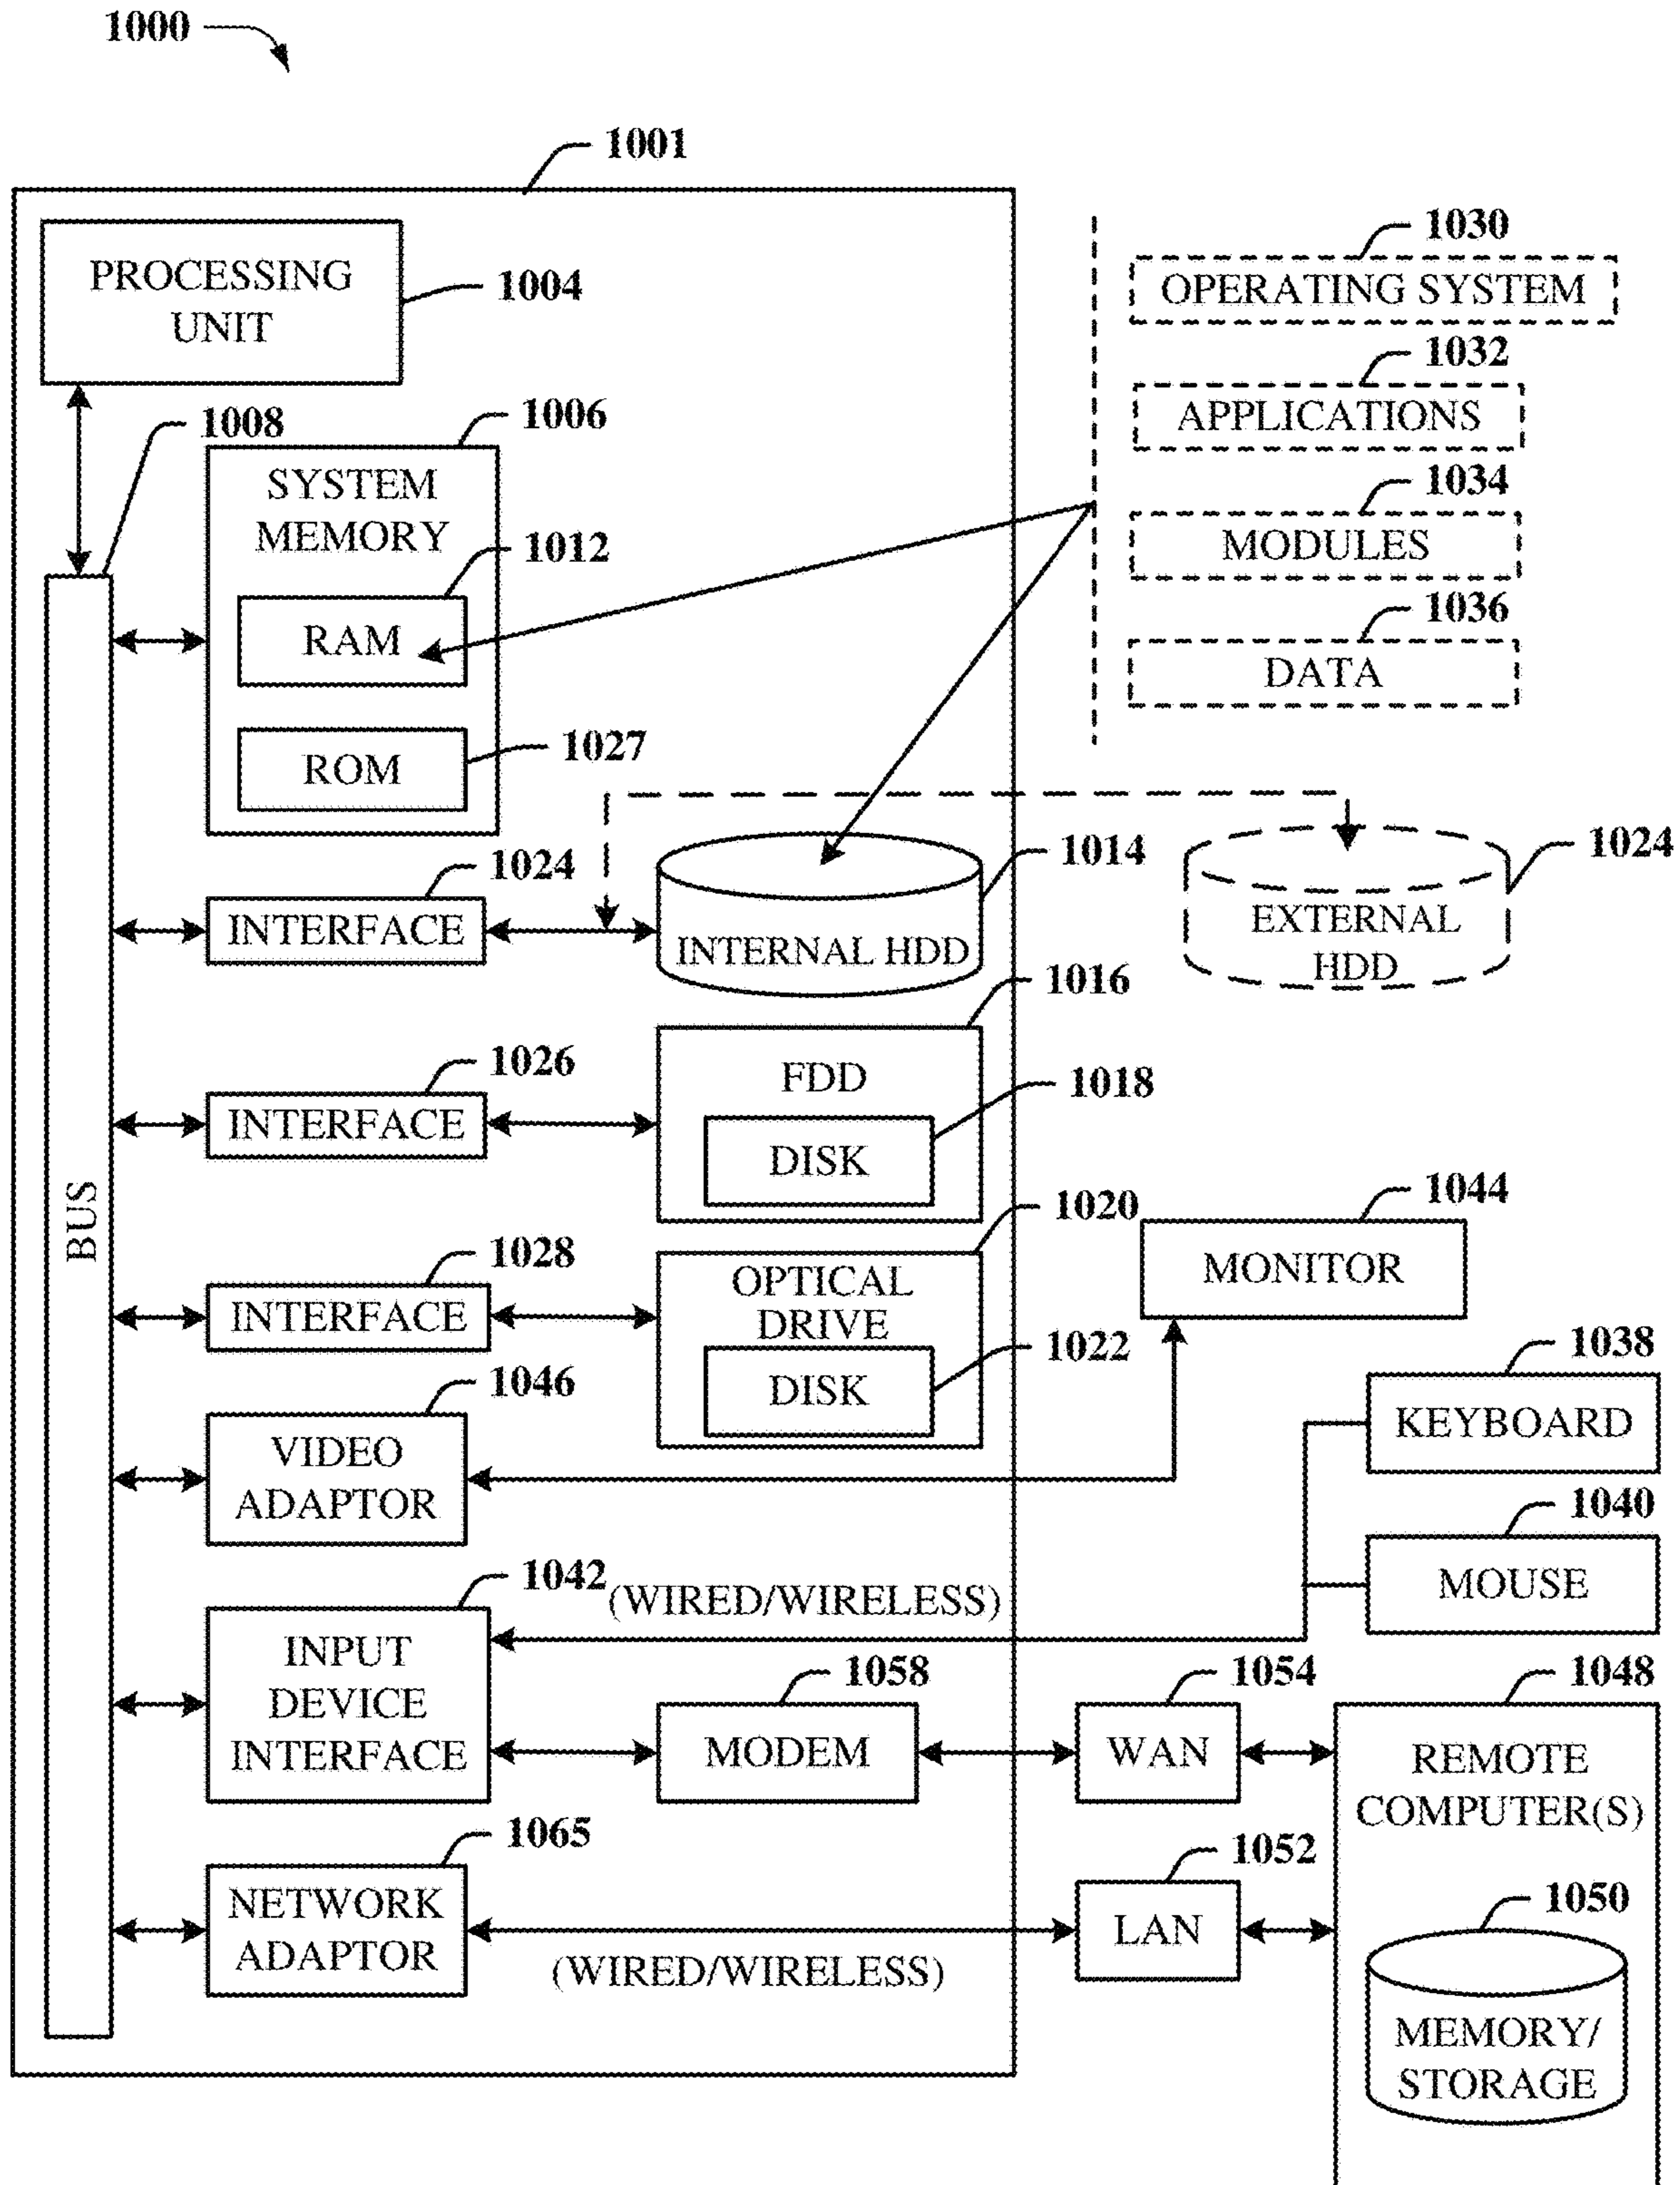 1000
1001
PROCESSING
UNIT
1004
1030
OPERATING SYSTEM
1032
APPLICATIONS
1034
MODULES
1036
DATA
1008
1006
SYSTEM
MEMORY
1012
RAM
1027
ROM
1024
INTERFACE
1014
INTERNAL HDD
1024
EXTERNAL
HDD
1016
1026
INTERFACE
FDD
1018
DISK
BUS
1020
1028
INTERFACE
OPTICAL
DRIVE
1022
DISK
1044
MONITOR
1046
VIDEO
ADAPTOR
1038
KEYBOARD
1040
MOUSE
1042
(WIRED/WIRELESS)
INPUT
DEVICE
INTERFACE
1058
MODEM
1054
WAN
1048
REMOTE
COMPUTER(S)
1065
NETWORK
ADAPTOR
(WIRED/WIRELESS)
1052
LAN
1050
MEMORY/
STORAGE